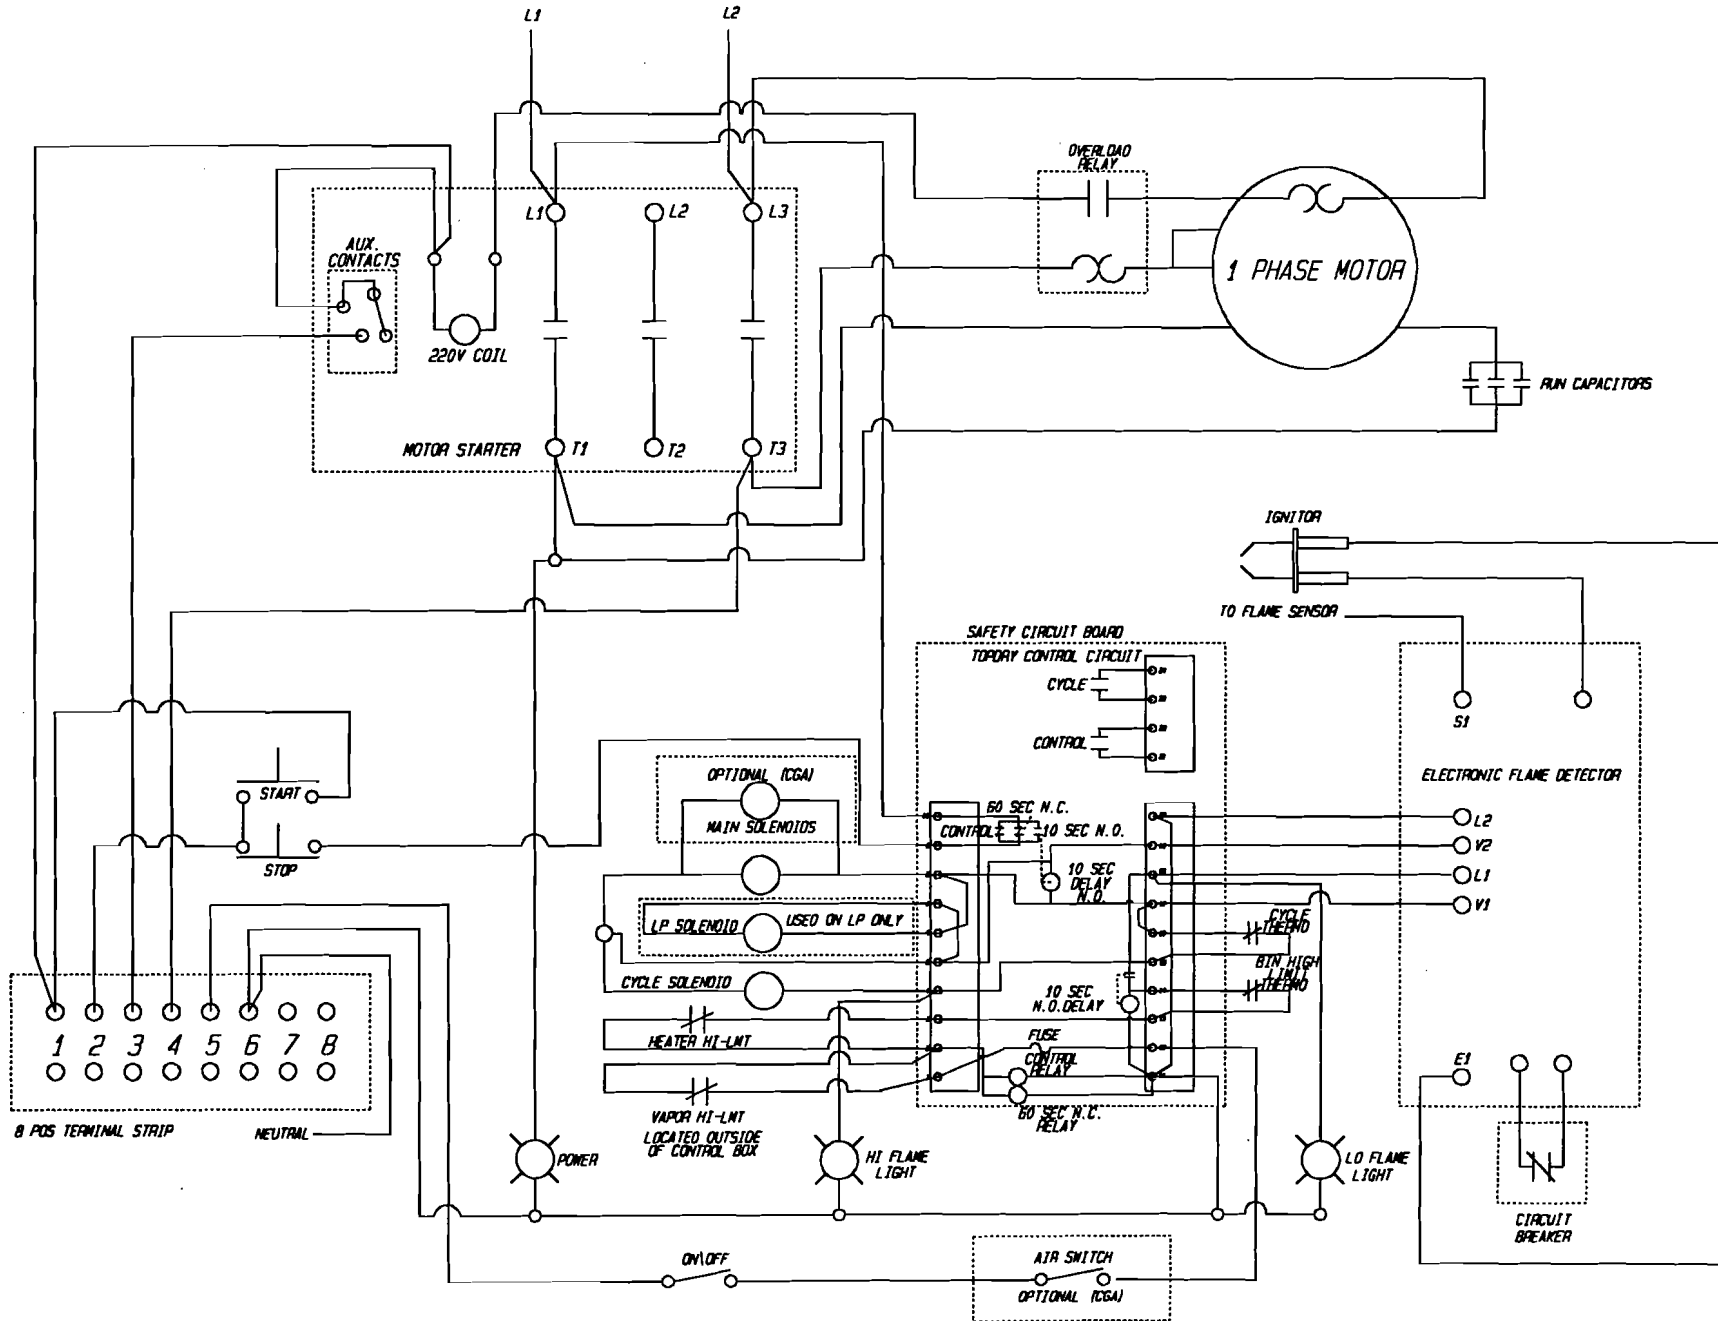 L1
L2
OVERLOAD
RELAY
L1
L2
L3
AUX.
CONTACTS
1 PHASE MOTOR
220V COIL
RUN CAPACITORS
MOTOR STARTER
T1
T2
T3
IGNITOR
TO FLAME SENSOR
SAFETY CIRCUIT BOARD
TOPDRY CONTROL CIRCUIT
CYCLE
CONTROL
S1
ELECTRONIC FLAME DETECTOR
START
STOP
OPTIONAL (CGA)
MAIN SOLENOIDS
60 SEC N.C.
CONTROL
10 SEC N.O.
L2
V2
10 SEC
DELAY
N.O.
L1
V1
LP SOLENOID
USED ON LP ONLY
CYCLE
THERMO
CYCLE SOLENOID
BIN HIGH
LIMIT
THERMO
10 SEC
N.O.DELAY
1 2 3 4 5 6 7 8
HEATER HI-LMT
FUSE
CONTROL
RELAY
E1
VAPOR HI-LMT
LOCATED OUTSIDE
OF CONTROL BOX
60 SEC N.C.
RELAY
8 POS TERMINAL STRIP
NEUTRAL
POWER
HI FLAME
LIGHT
LO FLAME
LIGHT
CIRCUIT
BREAKER
ON\OFF
AIR SWITCH
OPTIONAL (CGA)